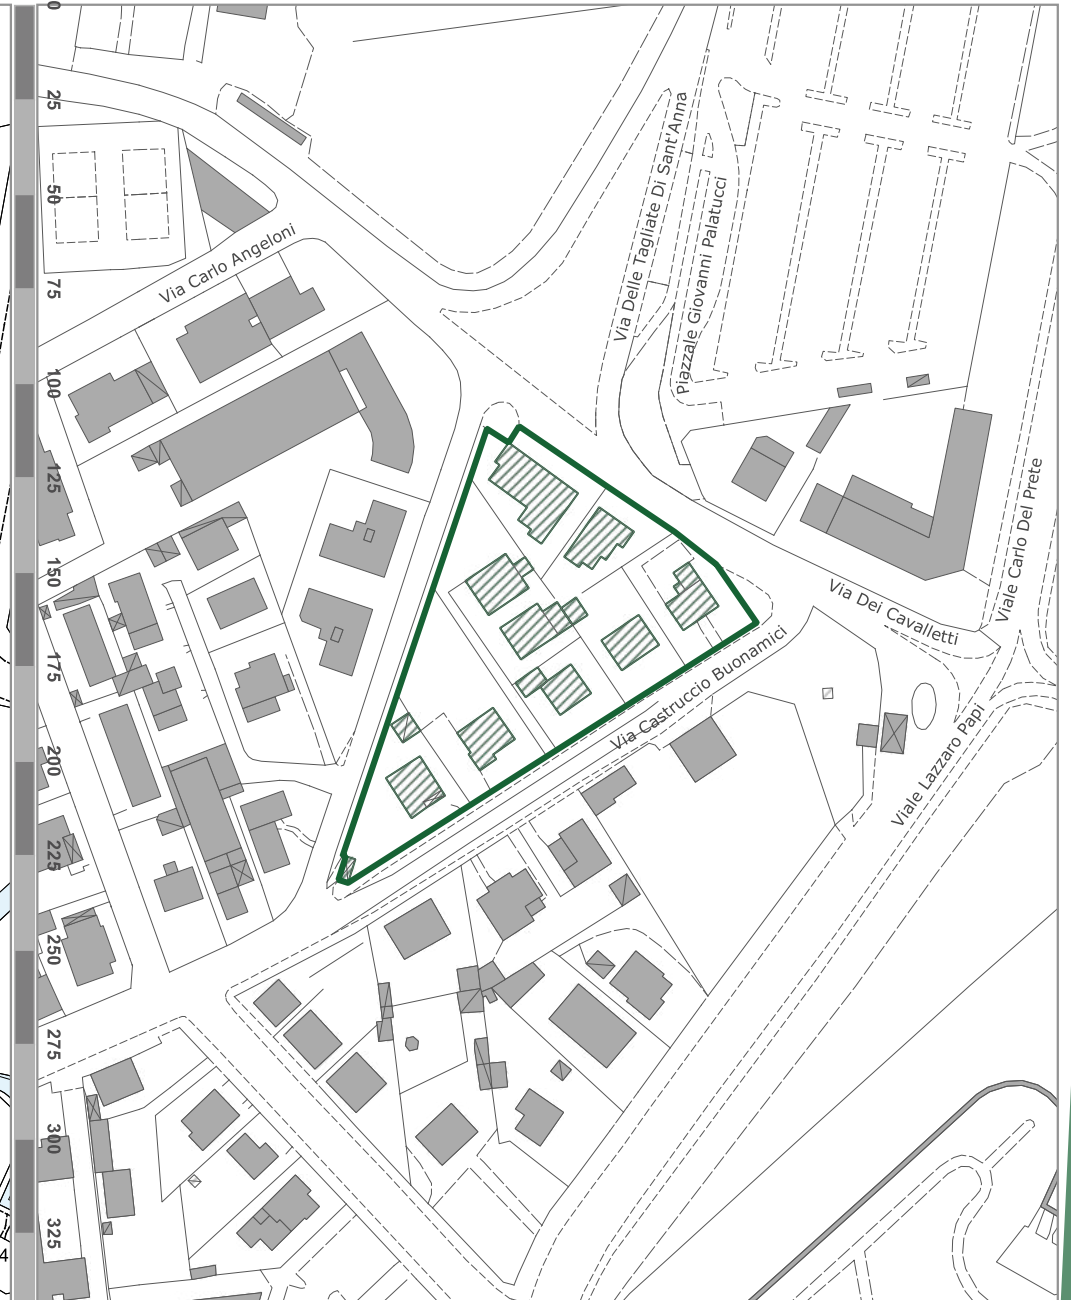 0
25
50
75
100
125
150
175
200
225
250
275
300
325
4
Via Carlo Angeloni
Via Delle Tagliate Di Sant'Anna
Piazzale Giovanni Palatucci
Viale Carlo Del Prete
Via Dei Cavalletti
Via Castruccio Buonamici
Viale Lazzaro Papi